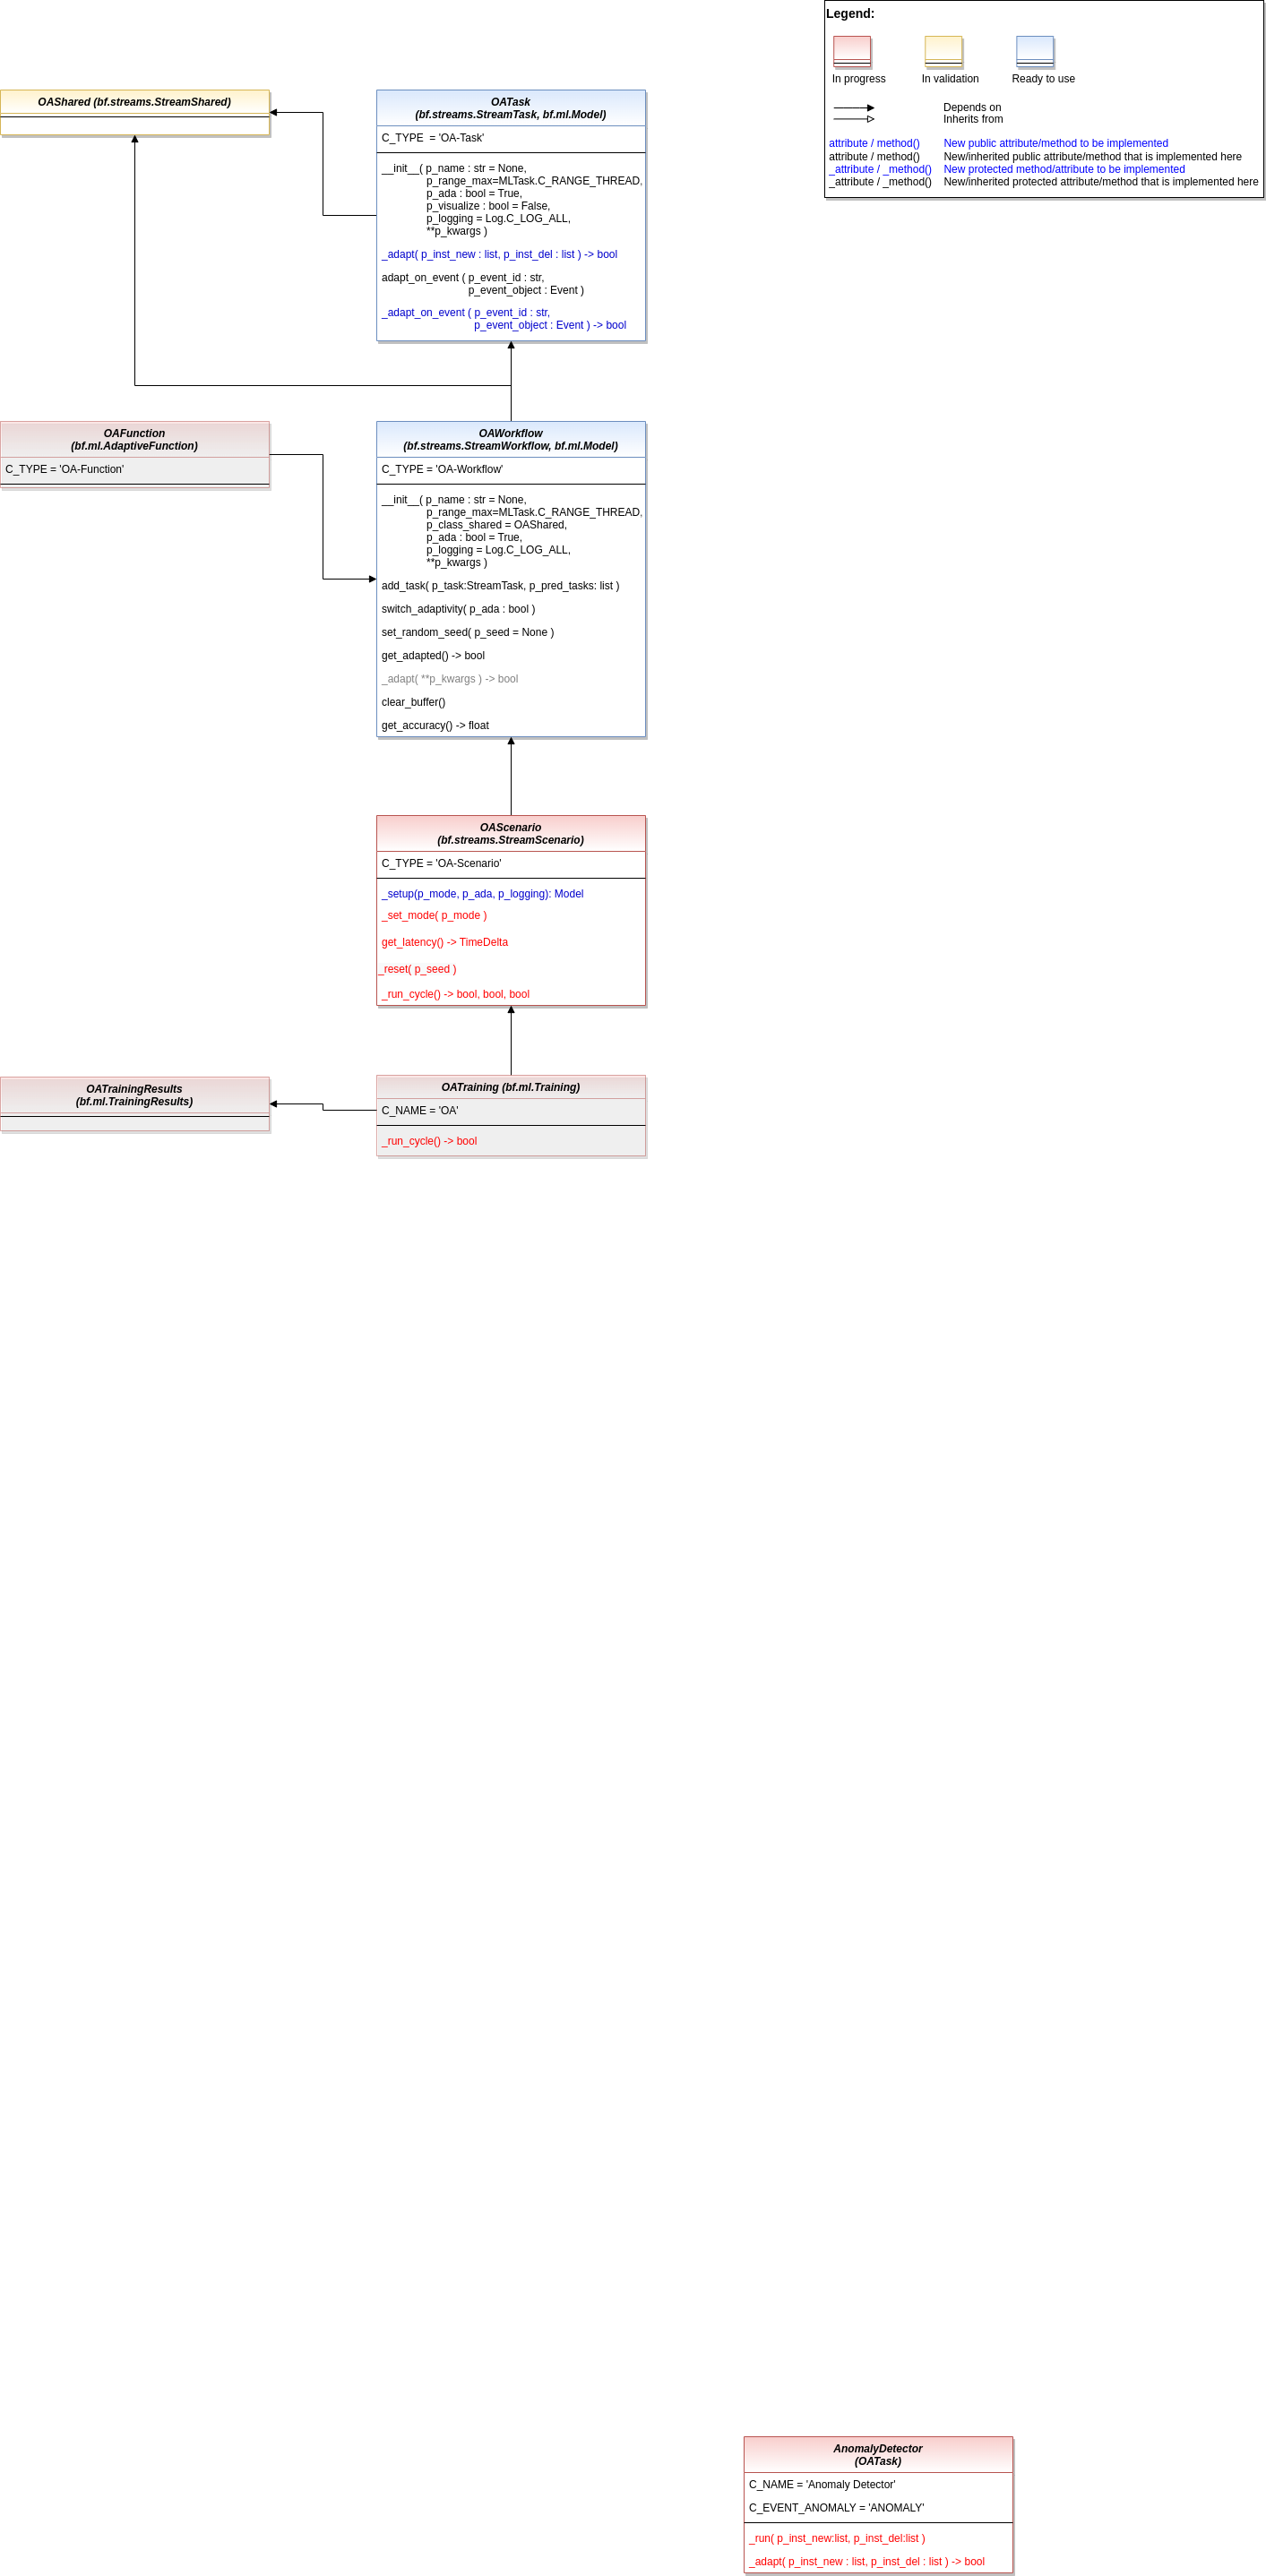 Legend:
In progress
In validation
Ready to use
Depends on
Inherits from
attribute / method() New public attribute/method to be implemented
attribute / method() New/inherited public attribute/method that is implemented here
_attribute / _method() New protected method/attribute to be implemented
_attribute / _method() New/inherited protected attribute/method that is implemented here
OAShared (bf.streams.StreamShared)
OATask
(bf.streams.StreamTask, bf.ml.Model)
C_TYPE = 'OA-Task'
__init__( p_name : str = None,
p_range_max=MLTask.C_RANGE_THREAD,
p_ada : bool = True,
p_visualize : bool = False,
p_logging = Log.C_LOG_ALL,
**p_kwargs )
_adapt( p_inst_new : list, p_inst_del : list ) -> bool
adapt_on_event ( p_event_id : str,
p_event_object : Event )
_adapt_on_event ( p_event_id : str,
p_event_object : Event ) -> bool
OAFunction
(bf.ml.AdaptiveFunction)
C_TYPE = 'OA-Function'
OAWorkflow
(bf.streams.StreamWorkflow, bf.ml.Model)
C_TYPE = 'OA-Workflow'
__init__( p_name : str = None,
p_range_max=MLTask.C_RANGE_THREAD,
p_class_shared = OAShared,
p_ada : bool = True,
p_logging = Log.C_LOG_ALL,
**p_kwargs )
add_task( p_task:StreamTask, p_pred_tasks: list )
switch_adaptivity( p_ada : bool )
set_random_seed( p_seed = None )
get_adapted() -> bool
_adapt( **p_kwargs ) -> bool
clear_buffer()
get_accuracy() -> float
OAScenario
(bf.streams.StreamScenario)
C_TYPE = 'OA-Scenario'
_setup(p_mode, p_ada, p_logging): Model
_set_mode( p_mode )
get_latency() -> TimeDelta
_reset( p_seed )
_run_cycle() -> bool, bool, bool
OATrainingResults
(bf.ml.TrainingResults)
OATraining (bf.ml.Training)
C_NAME = 'OA'
_run_cycle() -> bool
AnomalyDetector
(OATask)
C_NAME = 'Anomaly Detector'
C_EVENT_ANOMALY = 'ANOMALY'
_run( p_inst_new:list, p_inst_del:list )
_adapt( p_inst_new : list, p_inst_del : list ) -> bool